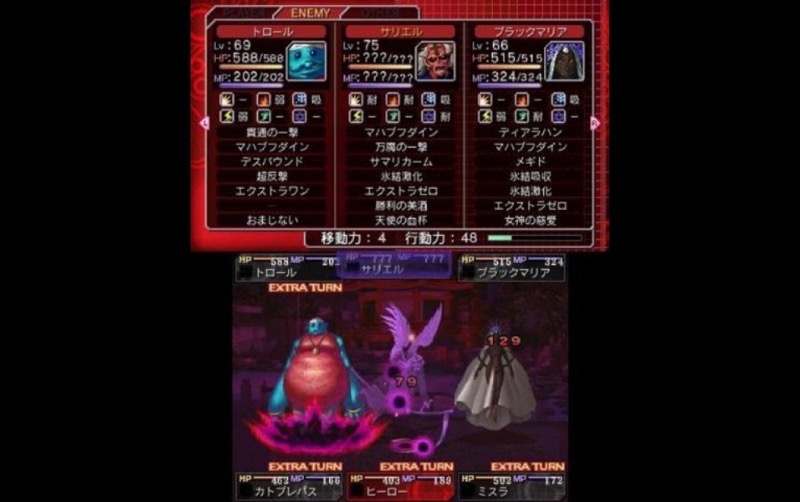 ENEMY
トロール
Lv:69
HP:588/588
MP:202/202
－ 弱 吸
弱 － －
貫通の一撃
マハブフダイン
デスバウンド
超反撃
エクストラワン
おまじない
サリエル
Lv:75
HP:???/???
MP:???/???
－ 耐 耐
耐 － －
マハブフダイン
万魔の一撃
サマリカーム
氷結激化
エクストラゼロ
勝利の美酒
天使の血杯
ブラックマリア
Lv:66
HP:515/515
MP:324/324
－ 弱 吸
弱 耐 －
ディアラハン
マハブフダイン
メギド
氷結吸収
氷結激化
エクストラゼロ
女神の慈愛
L
R
移動力:4 行動力:48
HP 588 MP 202
トロール
HP ??? MP ???
サリエル
HP 515 MP 324
ブラックマリア
EXTRA TURN
129
79
EXTRA TURN
EXTRA TURN
EXTRA TURN
HP 462 MP 166
カトブレパス
HP 403 MP 189
ヒーロー
HP 502 MP 172
ミスラ